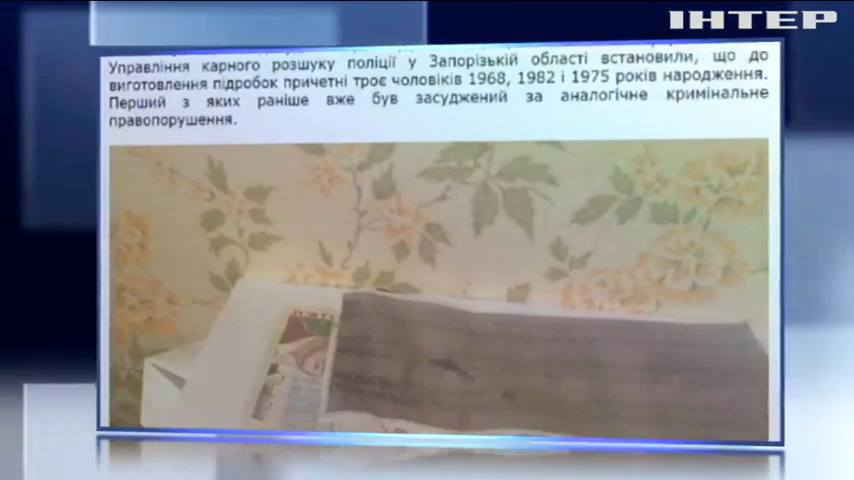 ІНТЕР
Управління карного розшуку поліції у Запорізькій області встановили, що до
виготовлення підробок причетні троє чоловіків 1968, 1982 і 1975 років народження.
Перший з яких раніше вже був засуджений за аналогічне кримінальне
правопорушення.